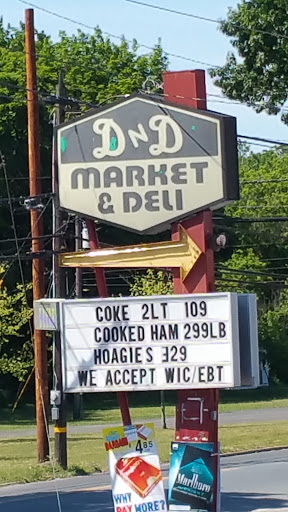 DND
MARKET
& DELI
COKE 2LT 109
COOKED HAM 299LB
HOAGIES 329
WE ACCEPT WIC/EBT
4.85
WHY
PAY MORE?
Marlboro